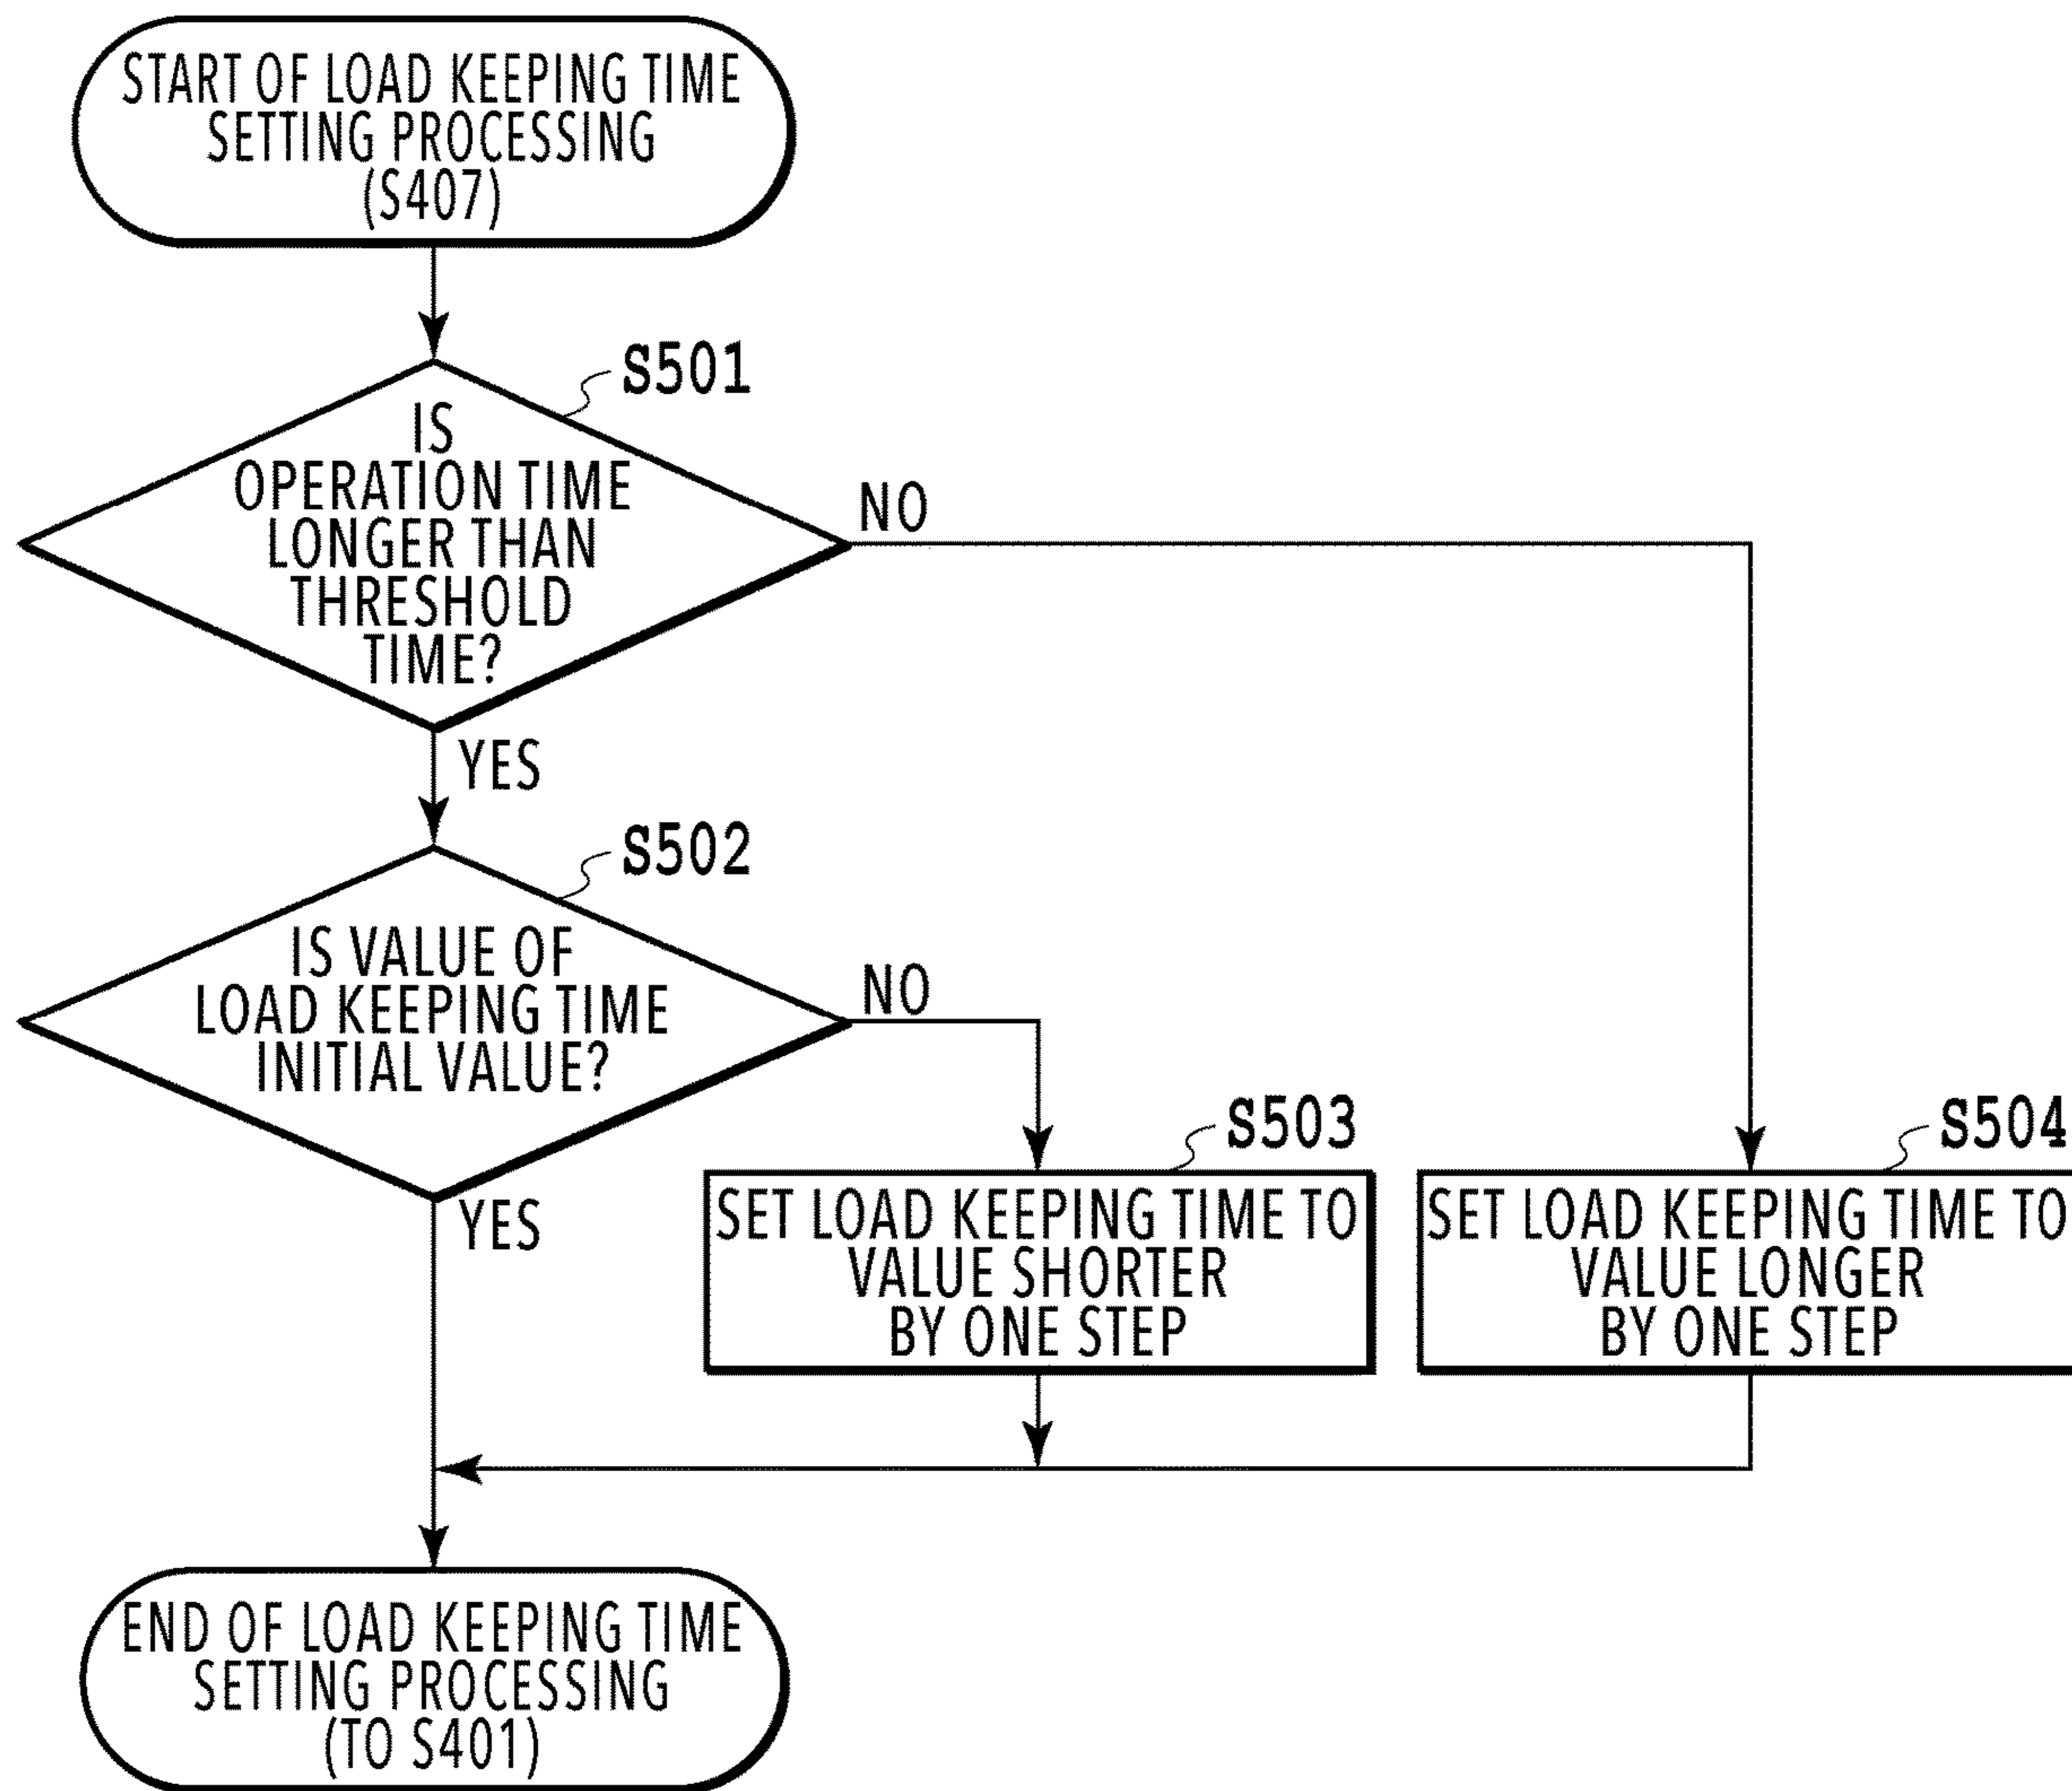 START OF LOAD KEEPING TIME
SETTING PROCESSING
(S407)
S501
IS
OPERATION TIME
LONGER THAN
THRESHOLD
TIME?
NO
YES
S502
IS VALUE OF
LOAD KEEPING TIME
INITIAL VALUE?
NO
YES
S503
SET LOAD KEEPING TIME TO
VALUE SHORTER
BY ONE STEP
S504
SET LOAD KEEPING TIME TO
VALUE LONGER
BY ONE STEP
END OF LOAD KEEPING TIME
SETTING PROCESSING
(TO S401)